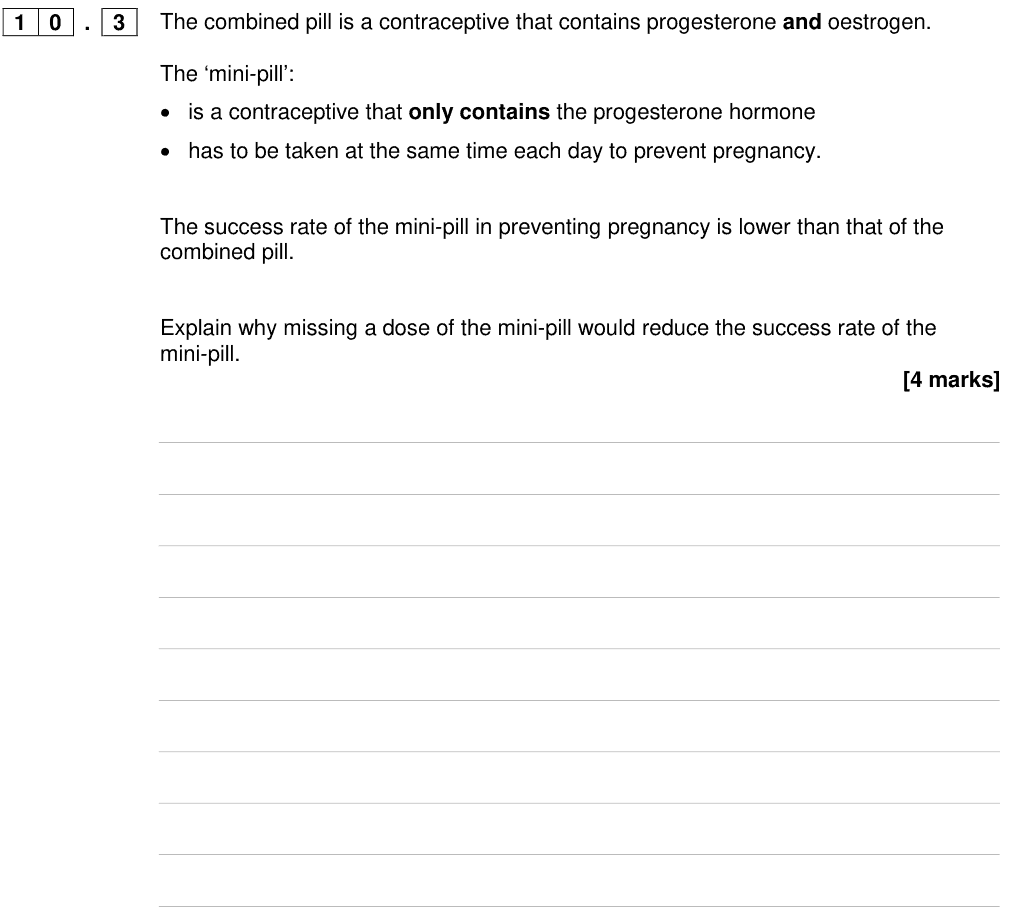 10.3 The combined pill is a contraceptive that contains progesterone and oestrogen.
The ‘mini-pill’:
• is a contraceptive that only contains the progesterone hormone
• has to be taken at the same time each day to prevent pregnancy.
The success rate of the mini-pill in preventing pregnancy is lower than that of the
combined pill.
Explain why missing a dose of the mini-pill would reduce the success rate of the
mini-pill.
[4 marks]